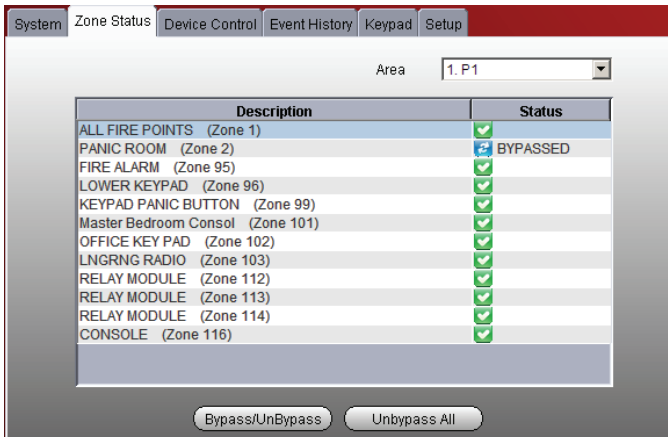 System Zone Status Device Control Event History Keypad Setup
Area 1. P1
Description Status
ALL FIRE POINTS (Zone 1)
PANIC ROOM (Zone 2) BYPASSED
FIRE ALARM (Zone 95)
LOWER KEYPAD (Zone 96)
KEYPAD PANIC BUTTON (Zone 99)
Master Bedroom Consol (Zone 101)
OFFICE KEY PAD (Zone 102)
LNGRNG RADIO (Zone 103)
RELAY MODULE (Zone 112)
RELAY MODULE (Zone 113)
RELAY MODULE (Zone 114)
CONSOLE (Zone 116)
Bypass/UnBypass Unbypass All